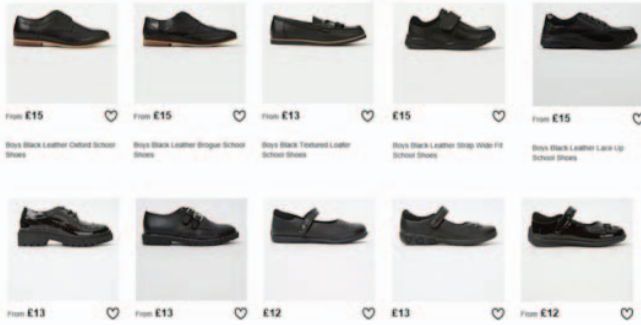 From £15
From £15
From £13
£15
From £15
Boys Black Leather Oxford School
Shoes
Boys Black Leather Brogue School
Shoes
Boys Black Textured Loafer
School Shoes
Boys Black Leather Strap Wide Fit
School Shoes
Boys Black Leather Lace Up
School Shoes
From £13
From £13
£12
£13
From £12